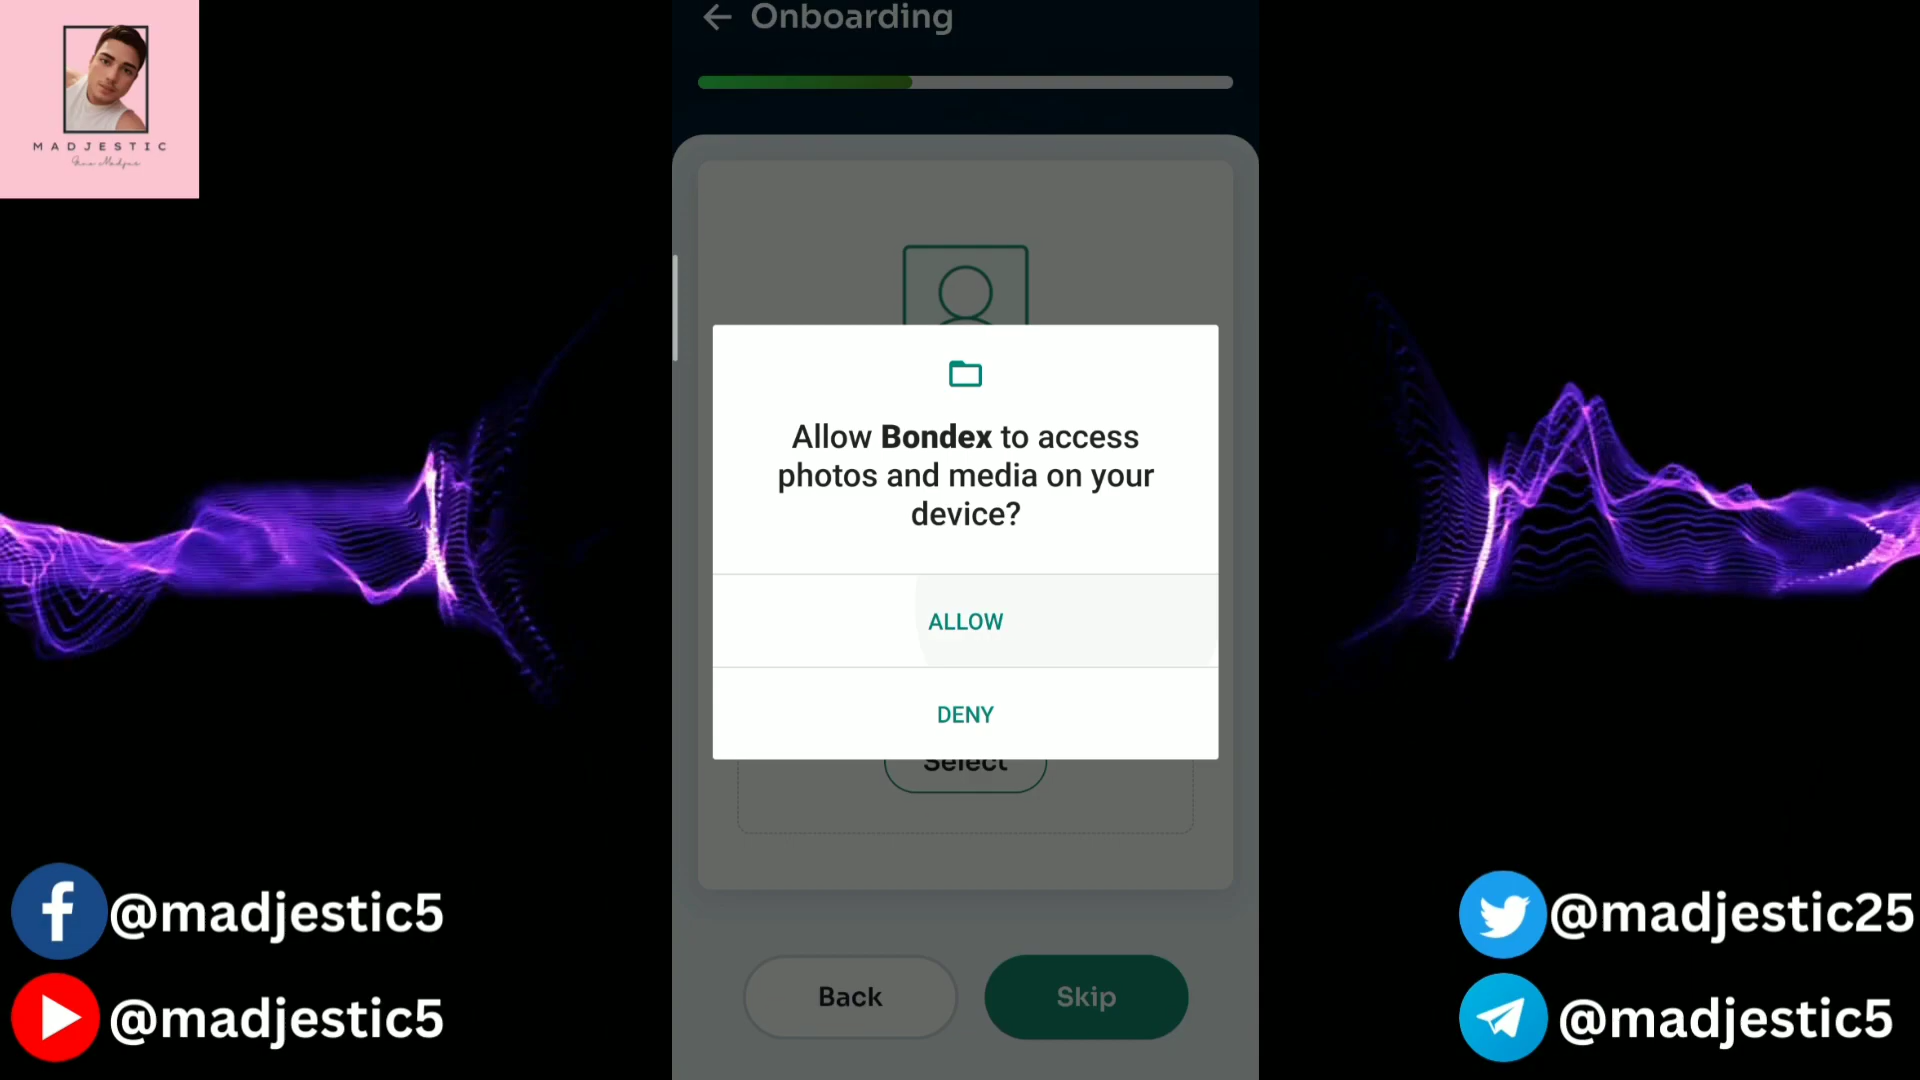 MADJESTIC
Onboarding
Allow Bondex to access
photos and media on your
device?
ALLOW
DENY
Select
Back
Skip
@madjestic5
@madjestic5
@madjestic25
@madjestic5